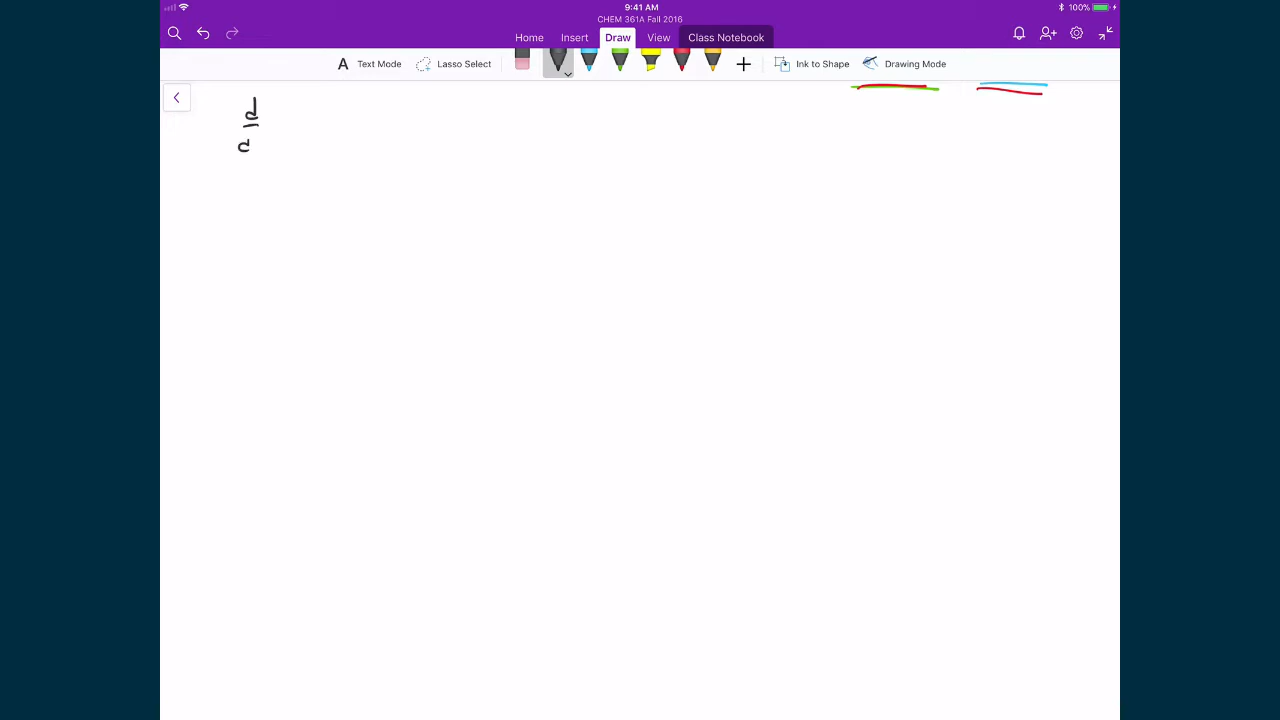 9:41 AM 100%
CHEM 361A Fall 2016
Home Insert Draw View Class Notebook
A Text Mode Lasso Select Ink to Shape Drawing Mode
d